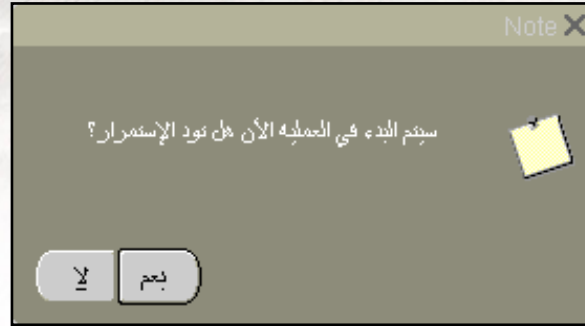 Note
سيتم البدء في العمليه الأن هل تود الإستمرار؟
نعم
لا